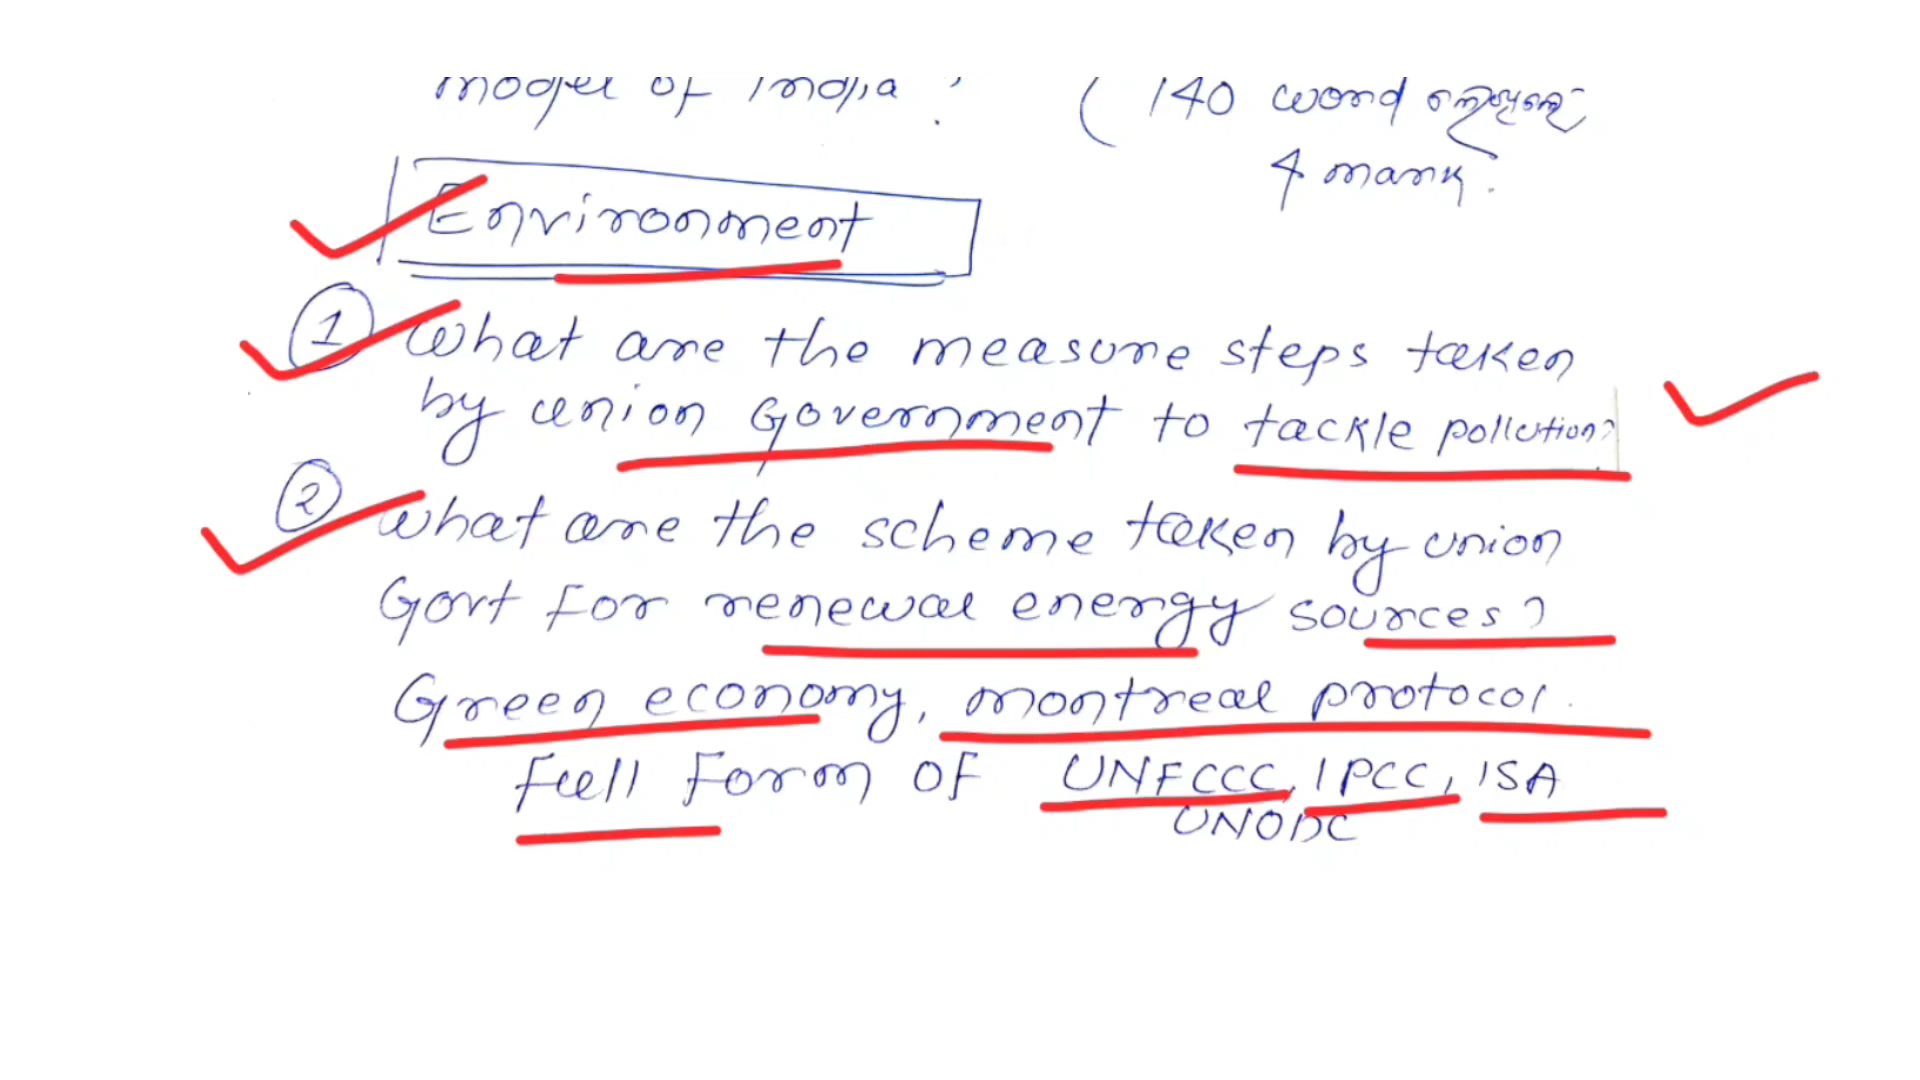 model of India ?
( 140 word
4 mark.
Environment
1 What are the measure steps taken
by union Government to tackle pollution?
2 What are the scheme taken by union
Govt for renewal energy sources?
Green economy, montreal protocol.
Full Form of UNFCCC, IPCC, ISA
UNODC